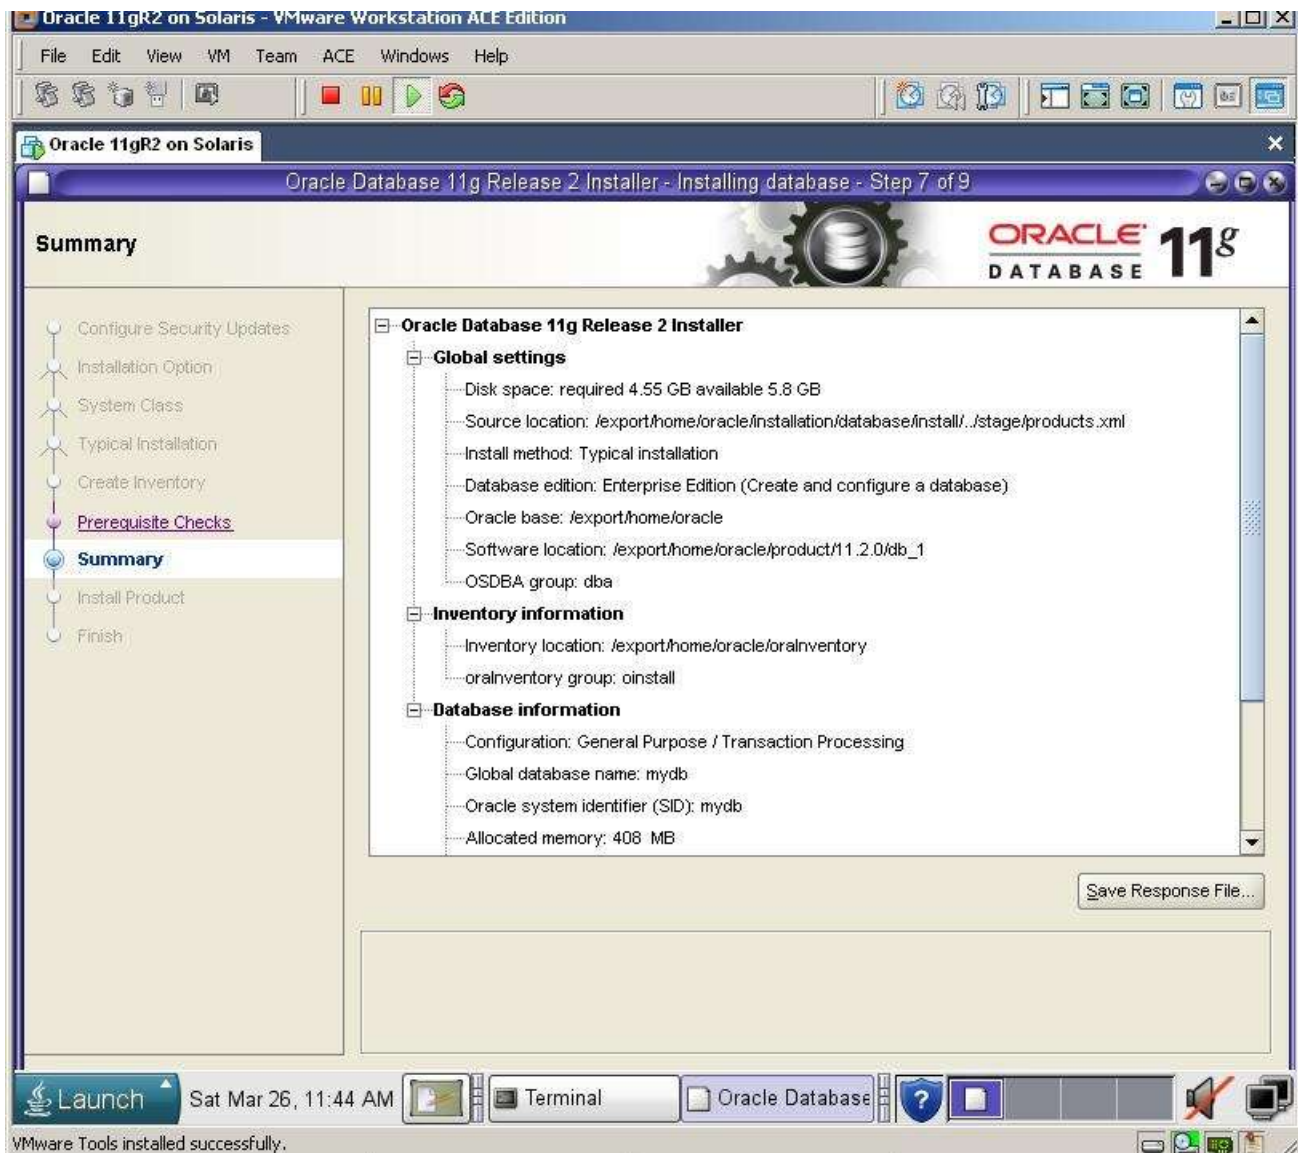 Oracle 11gR2 on Solaris - VMware Workstation ACE Edition
File Edit View VM Team ACE Windows Help
Oracle 11gR2 on Solaris
Oracle Database 11g Release 2 Installer - Installing database - Step 7 of 9
Summary
ORACLE 11g
DATABASE
Configure Security Updates
Installation Option
System Class
Typical Installation
Create Inventory
Prerequisite Checks
Summary
Install Product
Finish
Oracle Database 11g Release 2 Installer
Global settings
Disk space: required 4.55 GB available 5.8 GB
Source location: /export/home/oracle/installation/database/install/../stage/products.xml
Install method: Typical installation
Database edition: Enterprise Edition (Create and configure a database)
Oracle base: /export/home/oracle
Software location: /export/home/oracle/product/11.2.0/db_1
OSDBA group: dba
Inventory information
Inventory location: /export/home/oracle/oraInventory
oraInventory group: oinstall
Database information
Configuration: General Purpose / Transaction Processing
Global database name: mydb
Oracle system identifier (SID): mydb
Allocated memory: 408 MB
Save Response File...
Launch Sat Mar 26, 11:44 AM Terminal Oracle Database
VMware Tools installed successfully.